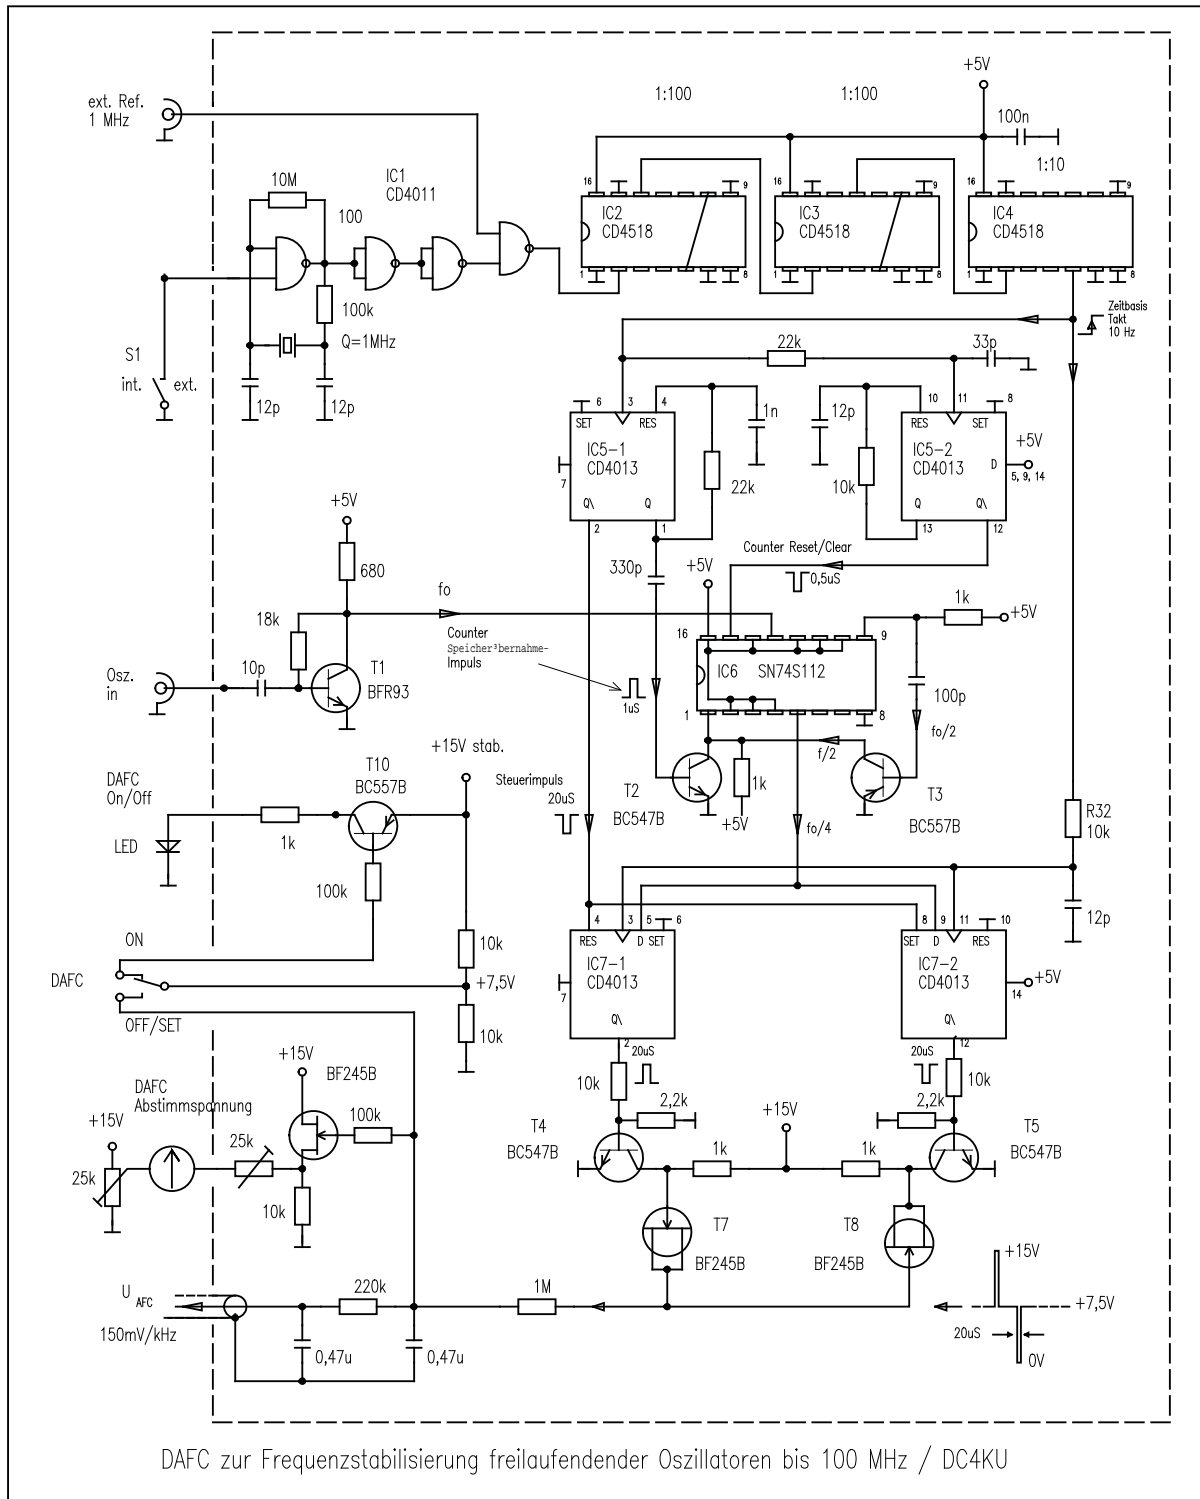 ext. Ref.
1 MHz
10M
IC1
CD4011
100
100k
Q=1MHz
12p
12p
S1
int.
ext.
1:100
1:100
+5V
100n
1:10
16
9
IC2
CD4518
1
8
16
9
IC3
CD4518
1
8
16
9
IC4
CD4518
1
8
Zeitbasis
Takt
10 Hz
22k
33p
6
3
4
SET
RES
IC5-1
CD4013
7
Q\
Q
2
1
1n
22k
12p
10k
10
11
8
RES
SET
IC5-2
CD4013
D
+5V
5, 9, 14
Q
Q\
13
12
Counter Reset/Clear
0,5uS
330p
+5V
+5V
680
18k
fo
Osz.
in
10p
T1
BFR93
Counter
Speicher³bernahme-
Impuls
1uS
16
9
IC6
SN74S112
1
8
1k
+5V
100p
fo/2
f/2
T2
BC547B
1k
+5V
T3
BC557B
fo/4
Steuerimpuls
20uS
+15V stab.
T10
BC557B
DAFC
On/Off
LED
1k
100k
R32
10k
12p
ON
DAFC
OFF/SET
10k
+7,5V
10k
4
3
5
6
RES
D
SET
IC7-1
CD4013
7
Q\
2
8
9
11
10
SET
D
RES
IC7-2
CD4013
14
+5V
Q\
12
20uS
10k
2,2k
20uS
10k
2,2k
+15V
BF245B
DAFC
Abstimmspannung
+15V
25k
25k
100k
10k
T4
BC547B
1k
+15V
1k
T5
BC547B
T7
BF245B
T8
BF245B
U AFC
150mV/kHz
220k
1M
0,47u
0,47u
+15V
+7,5V
20uS
0V
DAFC zur Frequenzstabilisierung freilaufendender Oszillatoren bis 100 MHz / DC4KU